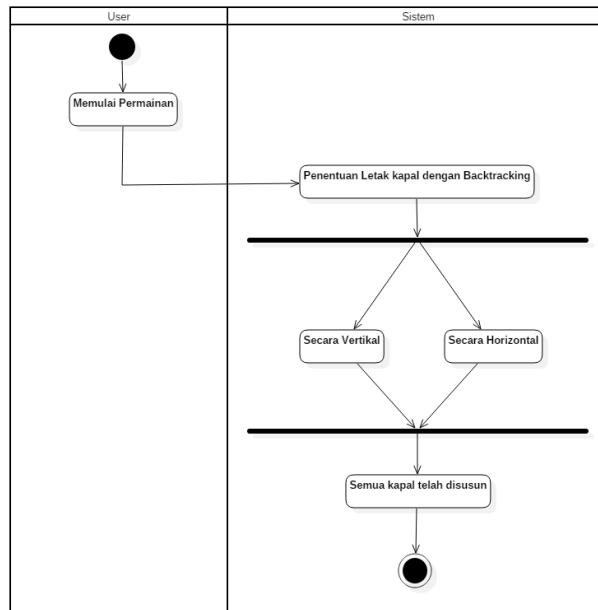 User
Sistem
Memulai Permainan
Penentuan Letak kapal dengan Backtracking
Secara Vertikal
Secara Horizontal
Semua kapal telah disusun